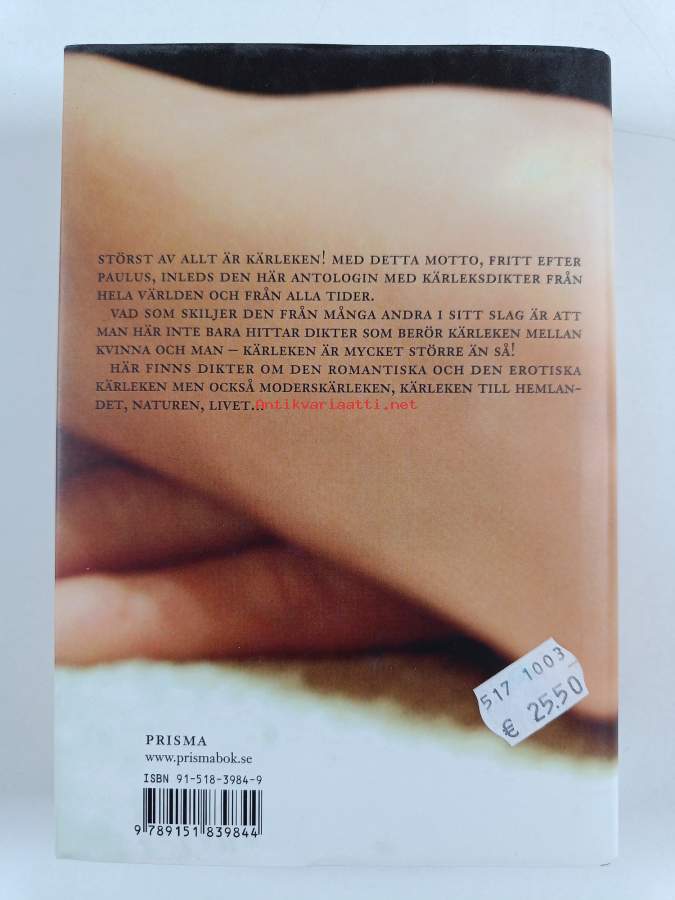 STÖRST AV ALLT ÄR KÄRLEKEN! MED DETTA MOTTO, FRITT EFTER
PAULUS, INLEDS DEN HÄR ANTOLOGIN MED KÄRLEKSDIKTER FRÅN
HELA VÄRLDEN OCH FRÅN ALLA TIDER.
VAD SOM SKILJER DEN FRÅN MÅNGA ANDRA I SITT SLAG ÄR ATT
MAN HÄR INTE BARA HITTAR DIKTER SOM BERÖR KÄRLEKEN MELLAN
KVINNA OCH MAN – KÄRLEKEN ÄR MYCKET STÖRRE ÄN SÅ!
HÄR FINNS DIKTER OM DEN ROMANTISKA OCH DEN EROTISKA
KÄRLEKEN MEN OCKSÅ MODERSKÄRLEKEN, KÄRLEKEN TILL HEMLAN-
DET, NATUREN, LIVET...
Antikvariaatti.net
517 1003
€ 25.50
PRISMA
www.prismabok.se
ISBN 91-518-3984-9
9 789151 839844